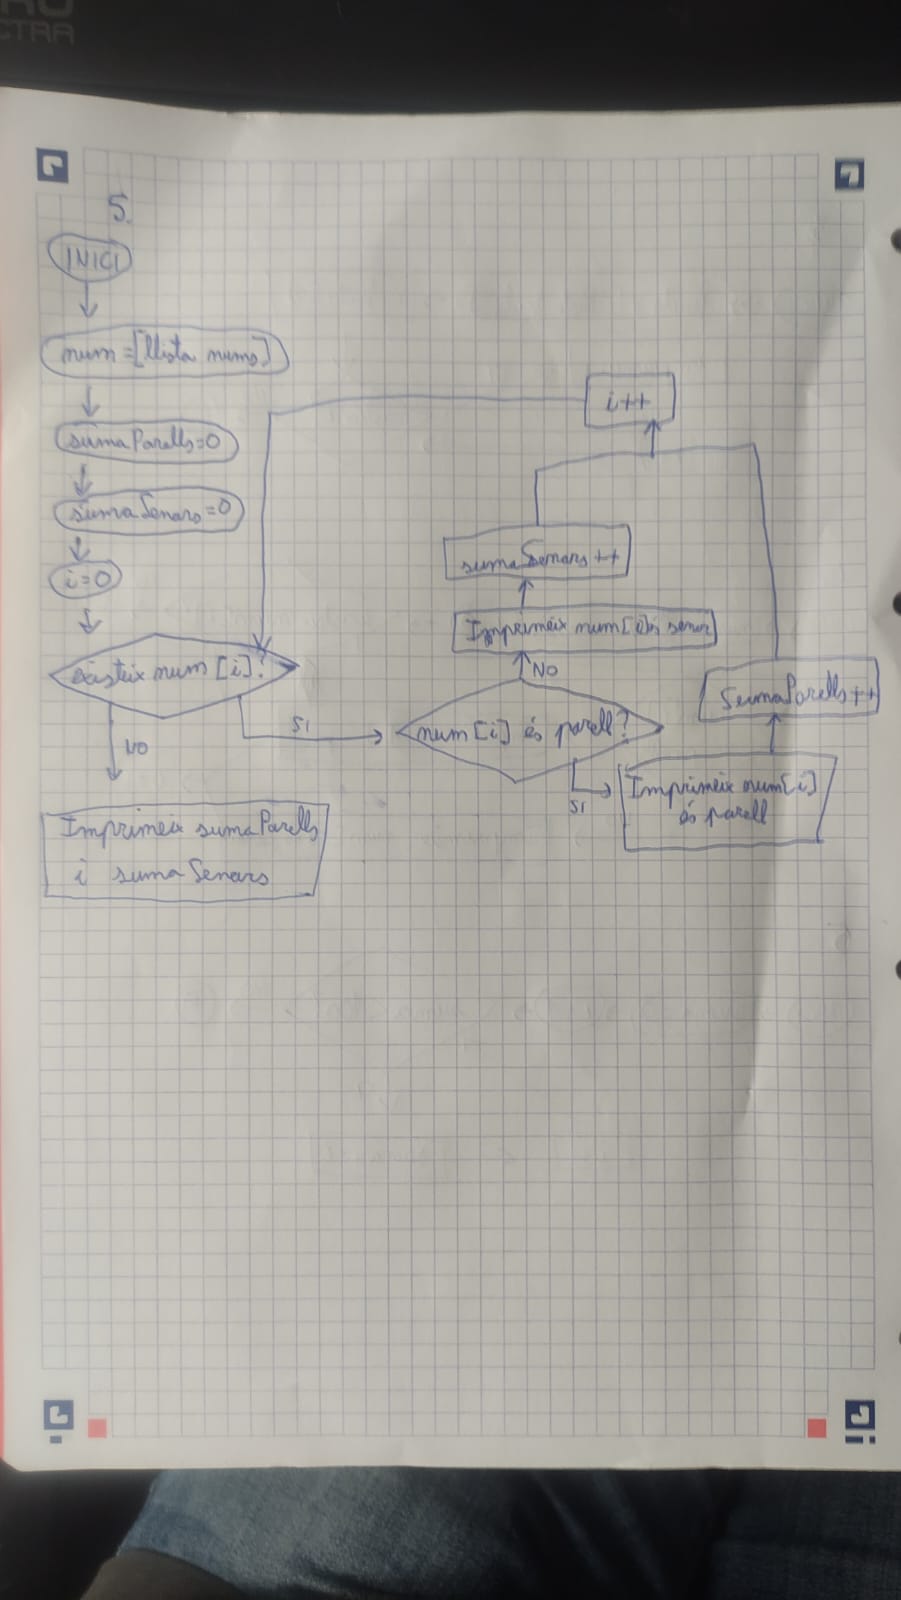 5.
INICI
num=[llista nums]
sumaParells=0
sumaSenars=0
i=0
existeix num[i]?
NO
SI
Imprimeix sumaParells
i sumaSenars
num[i] és parell?
NO
Imprimeix num[i] és senar
sumaSenars++
SI
Imprimeix num[i]
és parell
SumaParells++
i++